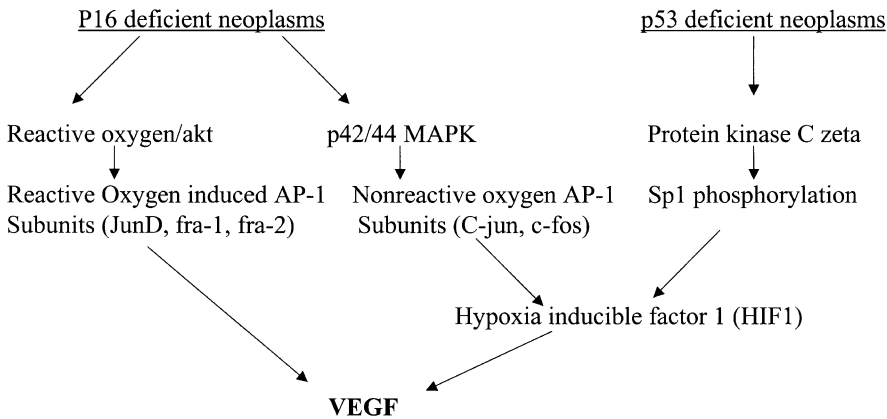 P16 deficient neoplasms
p53 deficient neoplasms
Reactive oxygen/akt
p42/44 MAPK
Protein kinase C zeta
Reactive Oxygen induced AP-1
Subunits (JunD, fra-1, fra-2)
Nonreactive oxygen AP-1
Subunits (C-jun, c-fos)
Sp1 phosphorylation
Hypoxia inducible factor 1 (HIF1)
VEGF